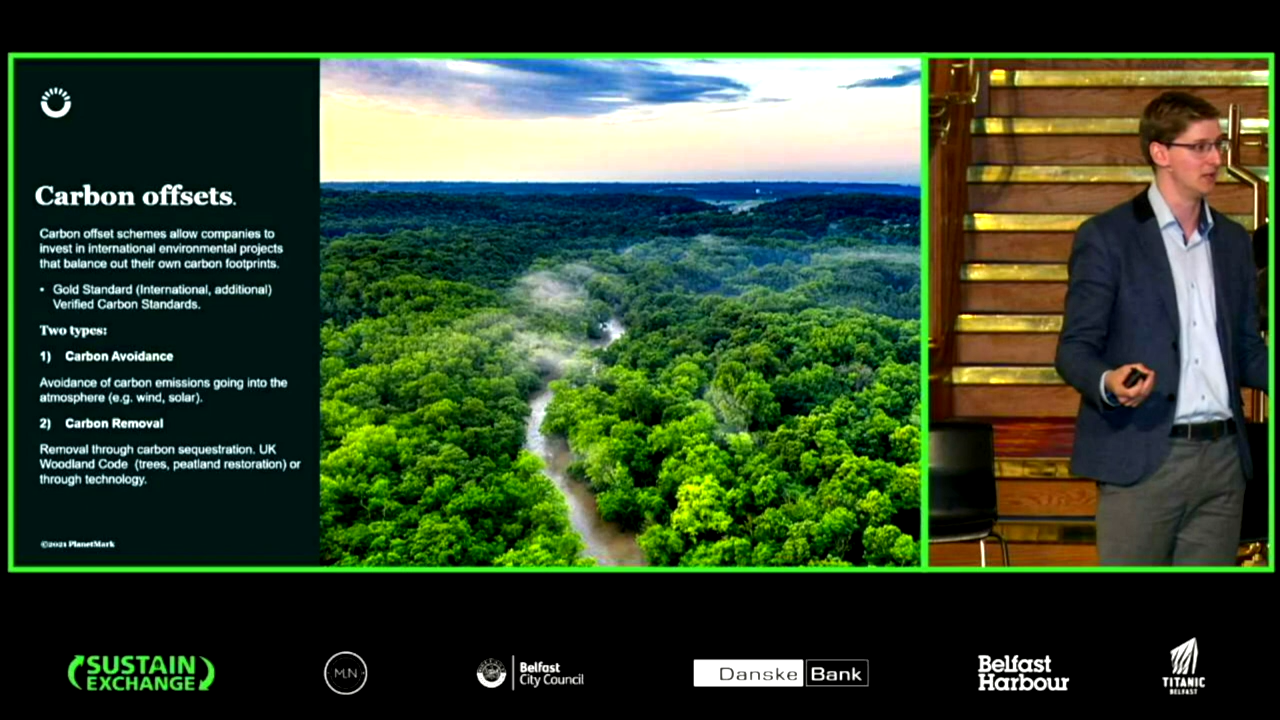 Carbon offsets.
Carbon offset schemes allow companies to
invest in international environmental projects
that balance out their own carbon footprints.
• Gold Standard (International, additional)
Verified Carbon Standards.
Two types:
1) Carbon Avoidance
Avoidance of carbon emissions going into the
atmosphere (e.g. wind, solar).
2) Carbon Removal
Removal through carbon sequestration. UK
Woodland Code (trees, peatland restoration) or
through technology.
©2021 PlanetMark
SUSTAIN
EXCHANGE
M.N
Belfast
City Council
Danske Bank
Belfast
Harbour
TITANIC
BELFAST